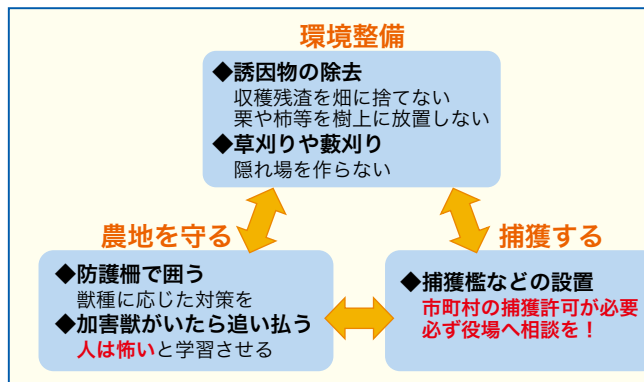 環境整備
◆誘因物の除去
収穫残渣を畑に捨てない
栗や柿等を樹上に放置しない
◆草刈りや藪刈り
隠れ場を作らない
農地を守る
◆防護柵で囲う
獣種に応じた対策を
◆加害獣がいたら追い払う
人は怖いと学習させる
捕獲する
◆捕獲檻などの設置
市町村の捕獲許可が必要
必ず役場へ相談を！